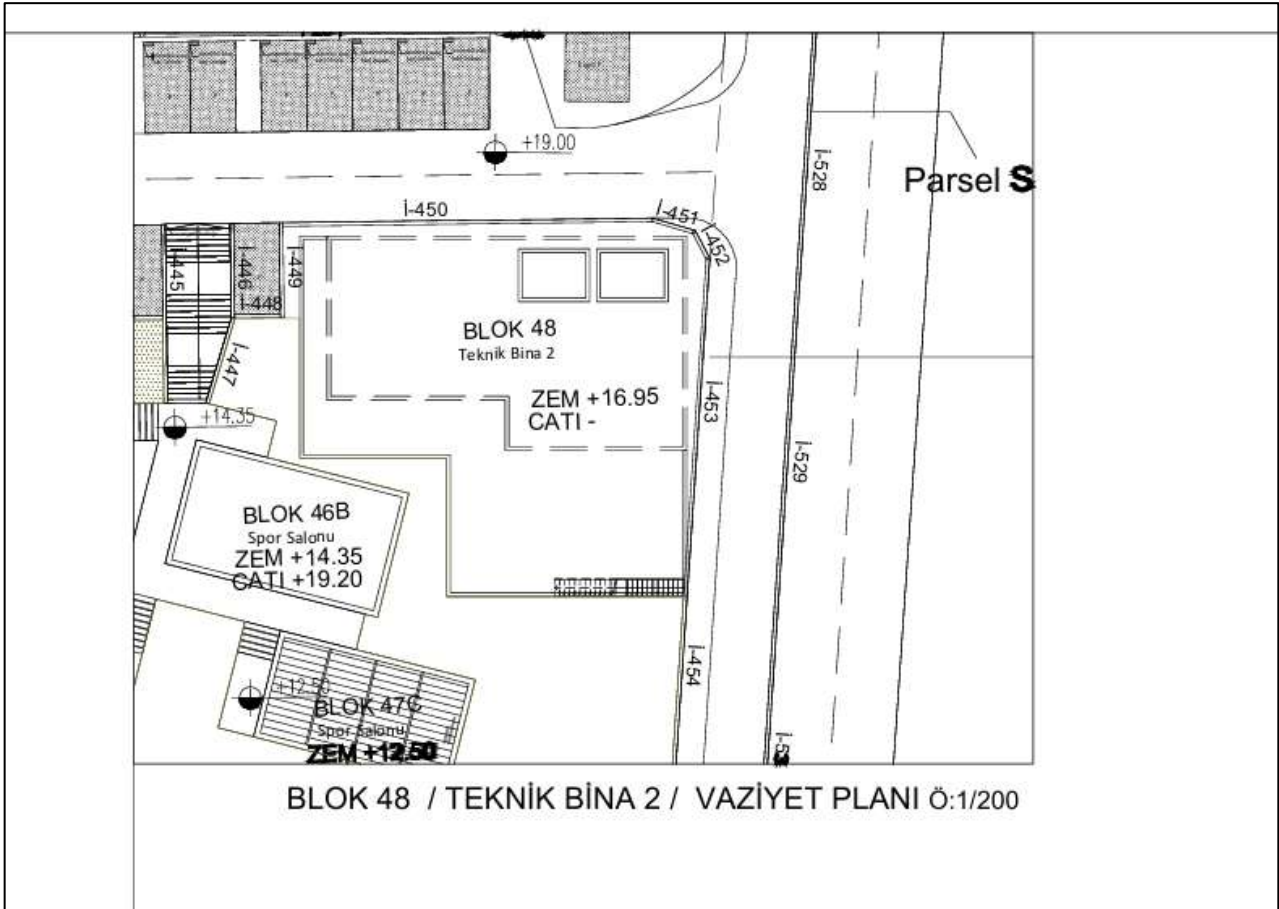 +19.00
İ-528
Parsel S
İ-450
İ-451
İ-452
İ-445
İ-446
İ-449
İ-448
BLOK 48
Teknik Bina 2
İ-447
ZEM +16.95
CATI -
İ-453
+14.35
İ-529
BLOK 46B
Spor Salonu
ZEM +14.35
CATI +19.20
İ-454
+12.50
BLOK 47C
Spor Salonu
ZEM +12.50
BLOK 48 / TEKNİK BİNA 2 / VAZİYET PLANI Ö:1/200